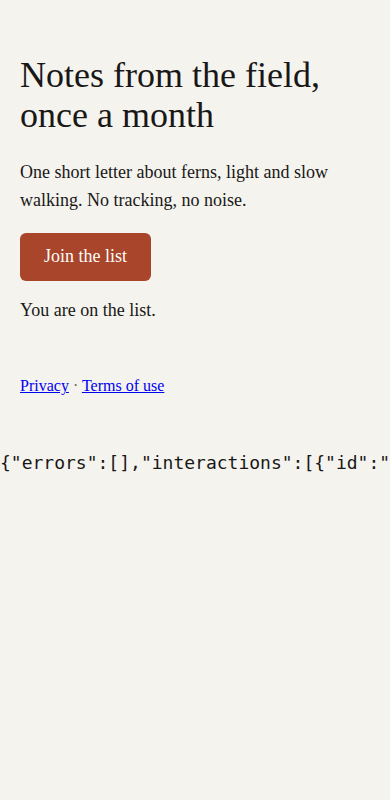 Notes from the field,
once a month
One short letter about ferns, light and slow
walking. No tracking, no noise.
Join the list
You are on the list.
Privacy · Terms of use
{"errors":[],"interactions":[{"id":"